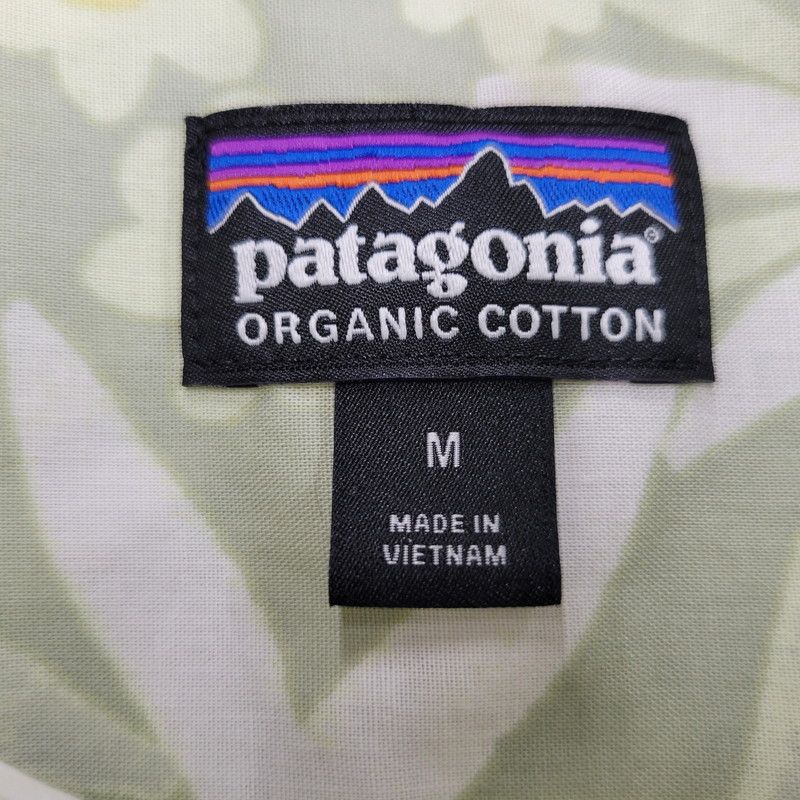 patagonia®
ORGANIC COTTON
M
MADE IN
VIETNAM